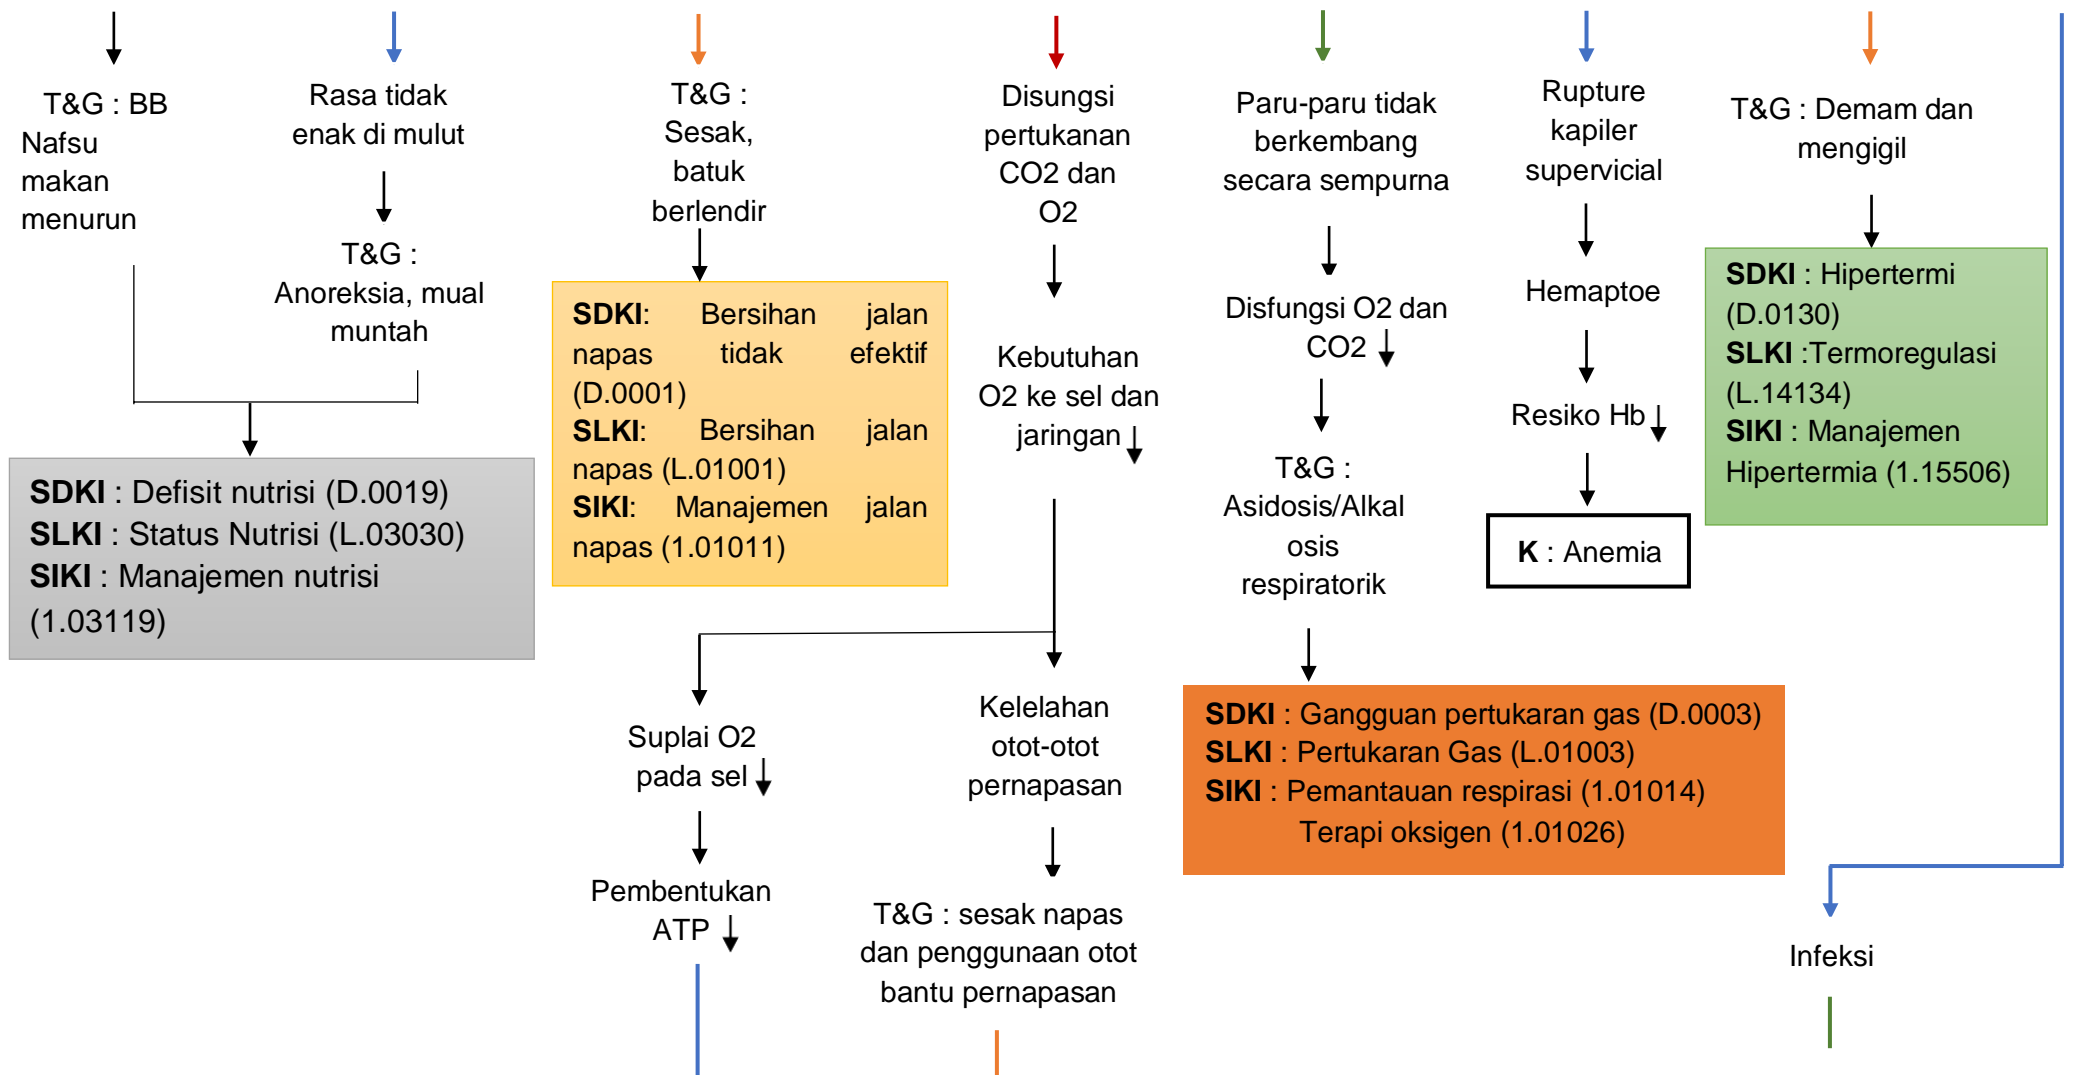 T&G : BB
Nafsu
makan
menurun
Rasa tidak
enak di mulut
T&G :
Anoreksia, mual
muntah
SDKI : Defisit nutrisi (D.0019)
SLKI : Status Nutrisi (L.03030)
SIKI : Manajemen nutrisi
(1.03119)
T&G :
Sesak,
batuk
berlendir
SDKI: Bersihan jalan
napas tidak efektif
(D.0001)
SLKI: Bersihan jalan
napas (L.01001)
SIKI: Manajemen jalan
napas (1.01011)
Disungsi
pertukanan
CO2 dan
O2
Kebutuhan
O2 ke sel dan
jaringan
Suplai O2
pada sel
Pembentukan
ATP
Kelelahan
otot-otot
pernapasan
T&G : sesak napas
dan penggunaan otot
bantu pernapasan
Paru-paru tidak
berkembang
secara sempurna
Disfungsi O2 dan
CO2
T&G :
Asidosis/Alkal
osis
respiratorik
SDKI : Gangguan pertukaran gas (D.0003)
SLKI : Pertukaran Gas (L.01003)
SIKI : Pemantauan respirasi (1.01014)
Terapi oksigen (1.01026)
Rupture
kapiler
supervicial
Hemaptoe
Resiko Hb
K : Anemia
T&G : Demam dan
mengigil
SDKI : Hipertermi
(D.0130)
SLKI :Termoregulasi
(L.14134)
SIKI : Manajemen
Hipertermia (1.15506)
Infeksi